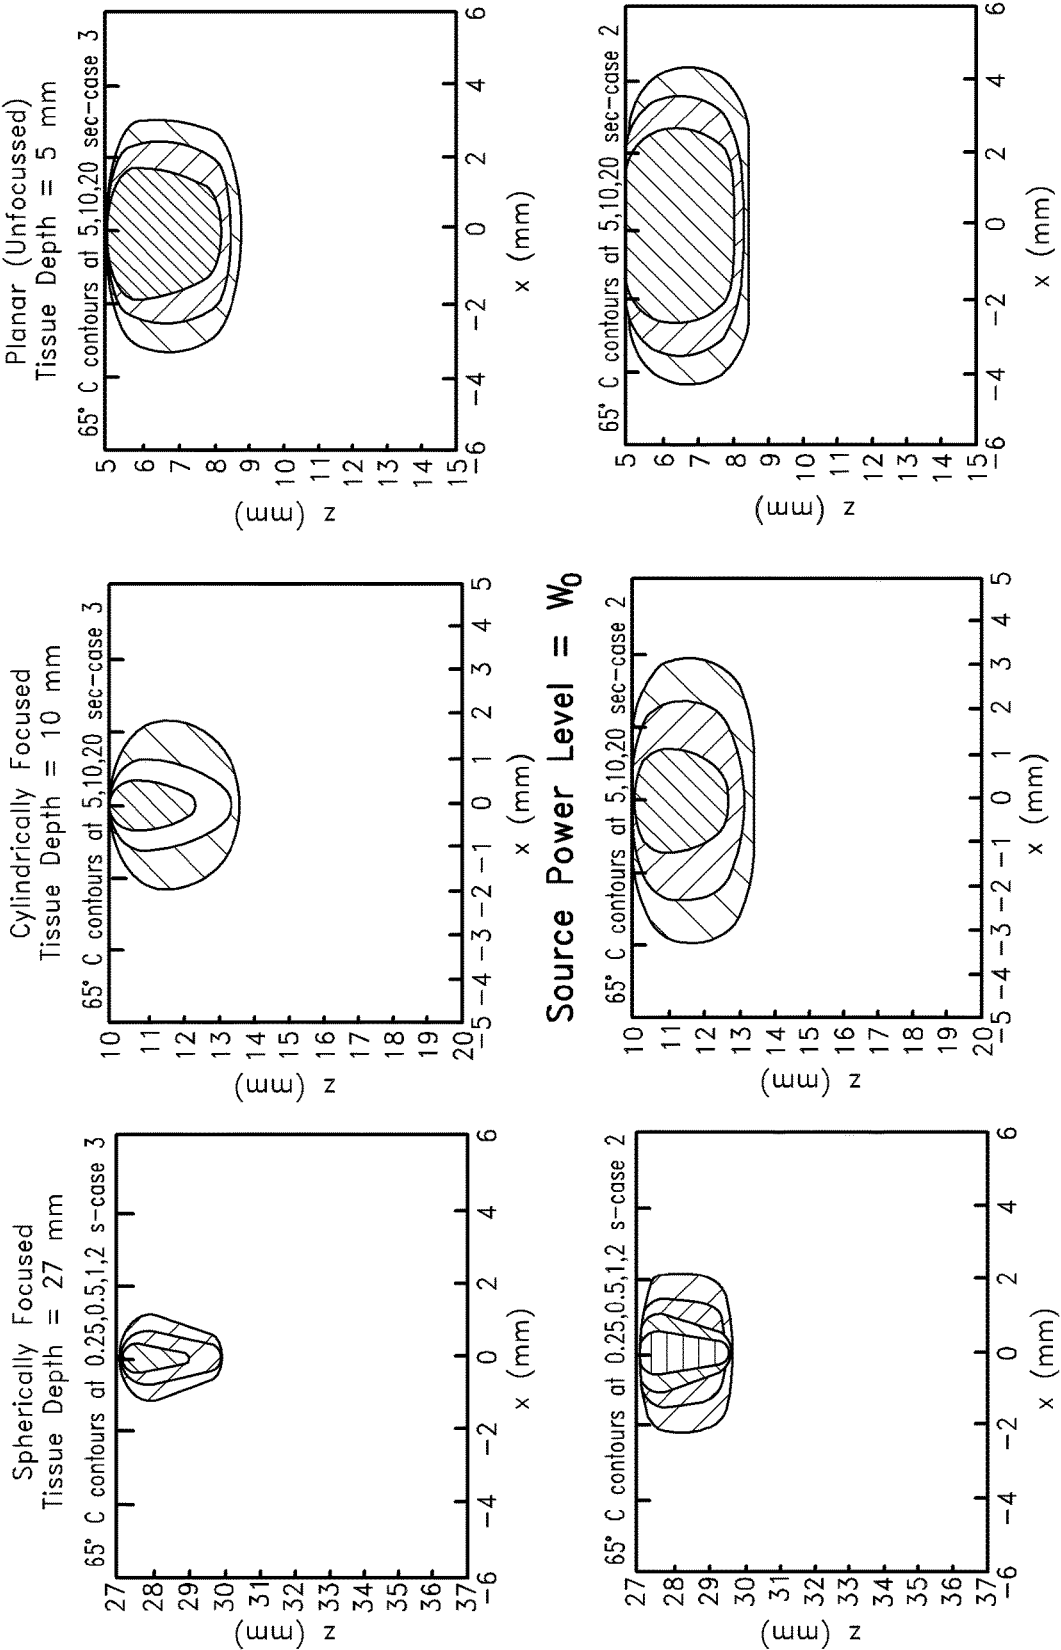 Spherically Focused
Tissue Depth = 27 mm
65° C contours at 0.25,0.5,1,2 s-case 3
27
28
29
30
31
32
33
34
35
36
37
z (mm)
-6 -4 -2 0 2 4 6
x (mm)
Cylindrically Focused
Tissue Depth = 10 mm
65° C contours at 5,10,20 sec-case 3
10
11
12
13
14
15
16
17
18
19
20
z (mm)
-5 -4 -3 -2 -1 0 1 2 3 4 5
x (mm)
Planar (Unfocussed)
Tissue Depth = 5 mm
65° C contours at 5,10,20 sec-case 3
5
6
7
8
9
10
11
12
13
14
15
z (mm)
-6 -4 -2 0 2 4 6
x (mm)
Source Power Level = W0
65° C contours at 0.25,0.5,1,2 s-case 2
27
28
29
30
31
32
33
34
35
36
37
z (mm)
-6 -4 -2 0 2 4 6
x (mm)
65° C contours at 5,10,20 sec-case 2
10
11
12
13
14
15
16
17
18
19
20
z (mm)
-5 -4 -3 -2 -1 0 1 2 3 4 5
x (mm)
65° C contours at 5,10,20 sec-case 2
5
6
7
8
9
10
11
12
13
14
15
z (mm)
-6 -4 -2 0 2 4 6
x (mm)